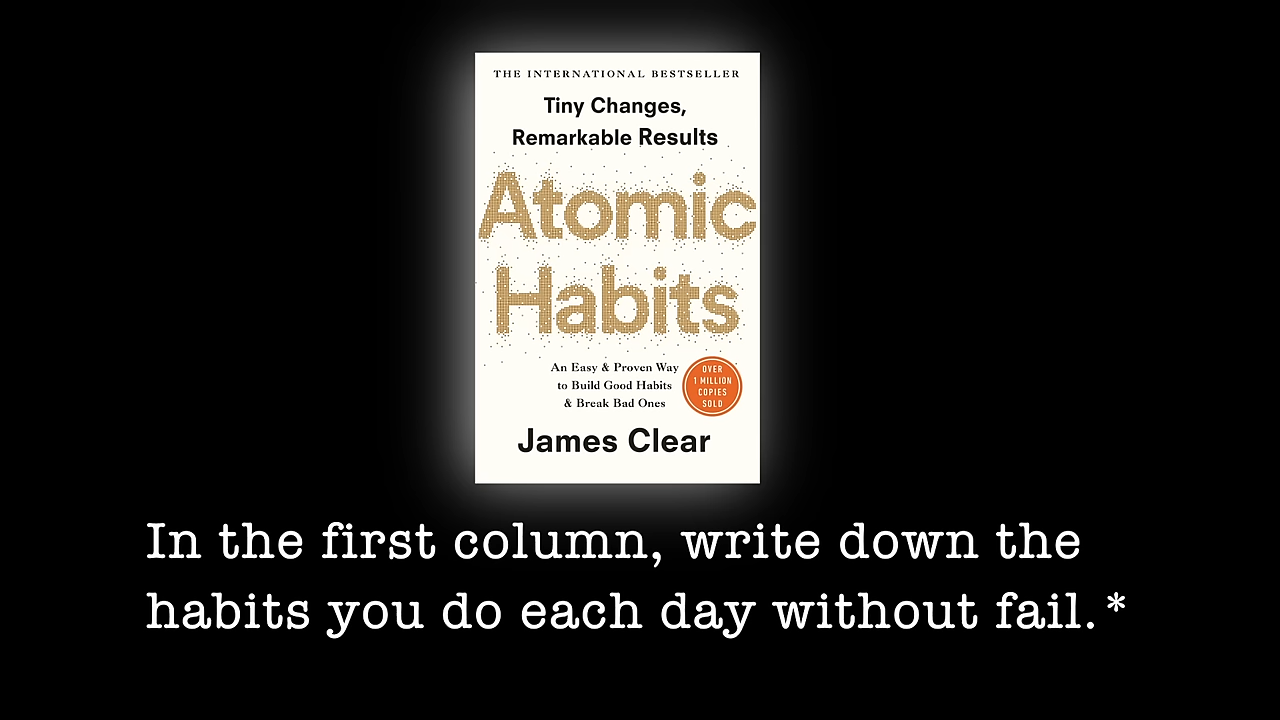 THE INTERNATIONAL BESTSELLER
Tiny Changes,
Remarkable Results
Atomic
Habits
An Easy & Proven Way
to Build Good Habits
& Break Bad Ones
OVER
1 MILLION
COPIES
SOLD
James Clear
In the first column, write down the
habits you do each day without fail.*